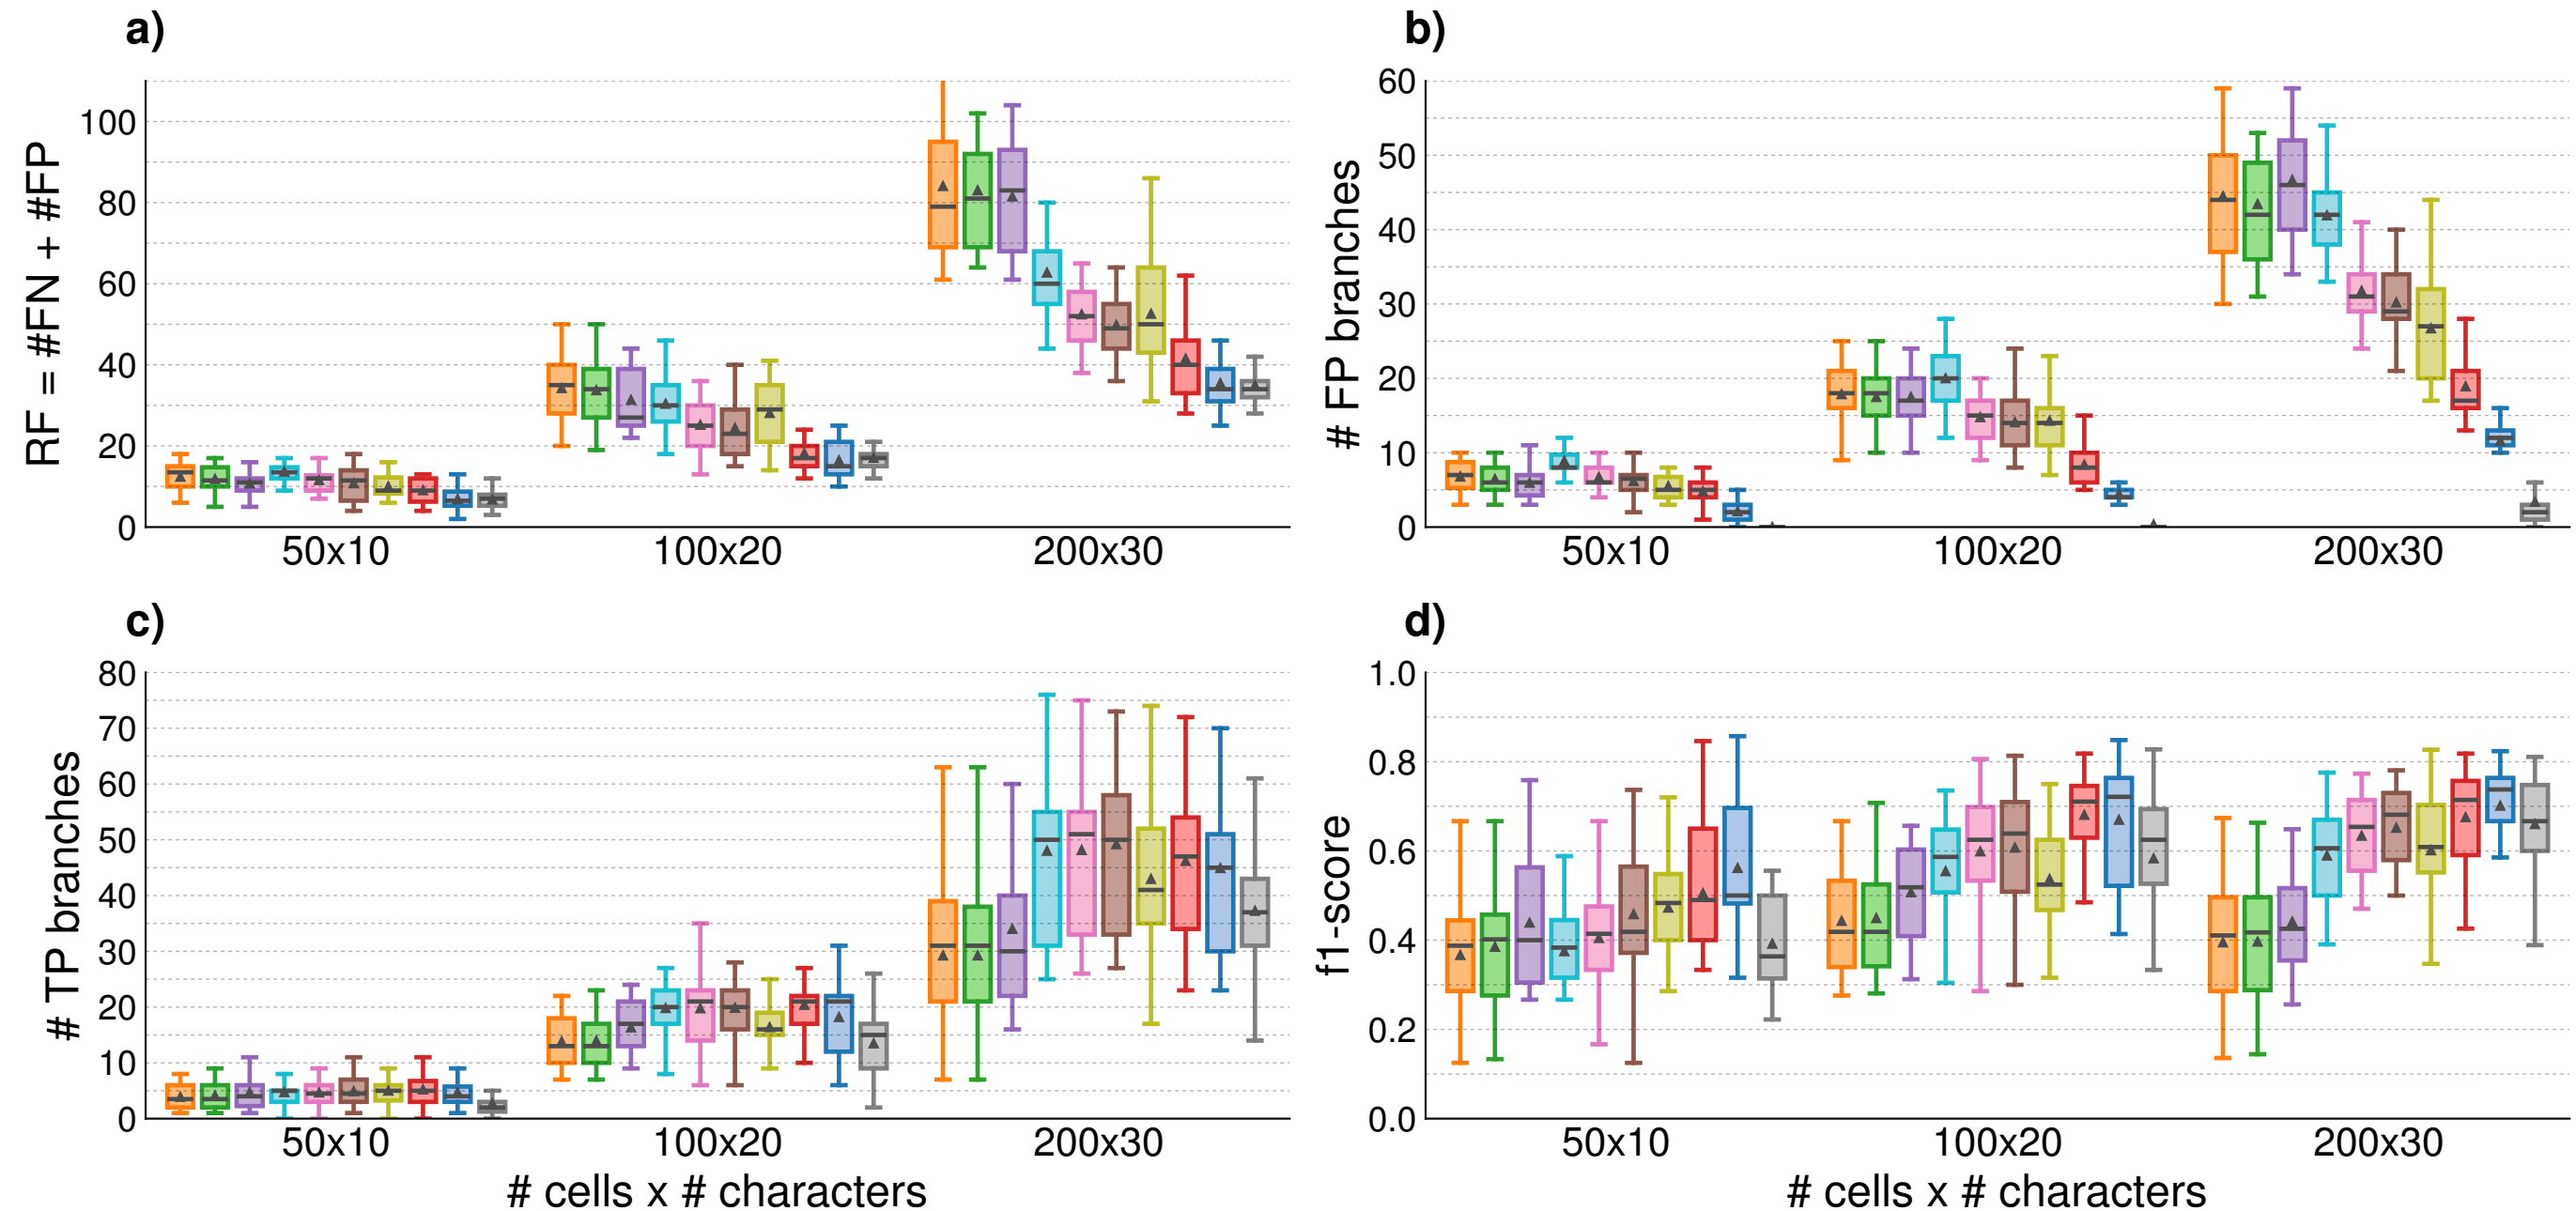 a)
RF = #FN + #FP
100
80
60
40
20
0
50x10 100x20 200x30
b)
# FP branches
60
50
40
30
20
10
0
50x10 100x20 200x30
c)
# TP branches
80
70
60
50
40
30
20
10
0
50x10 100x20 200x30
# cells x # characters
d)
f1-score
1.0
0.8
0.6
0.4
0.2
0.0
50x10 100x20 200x30
# cells x # characters